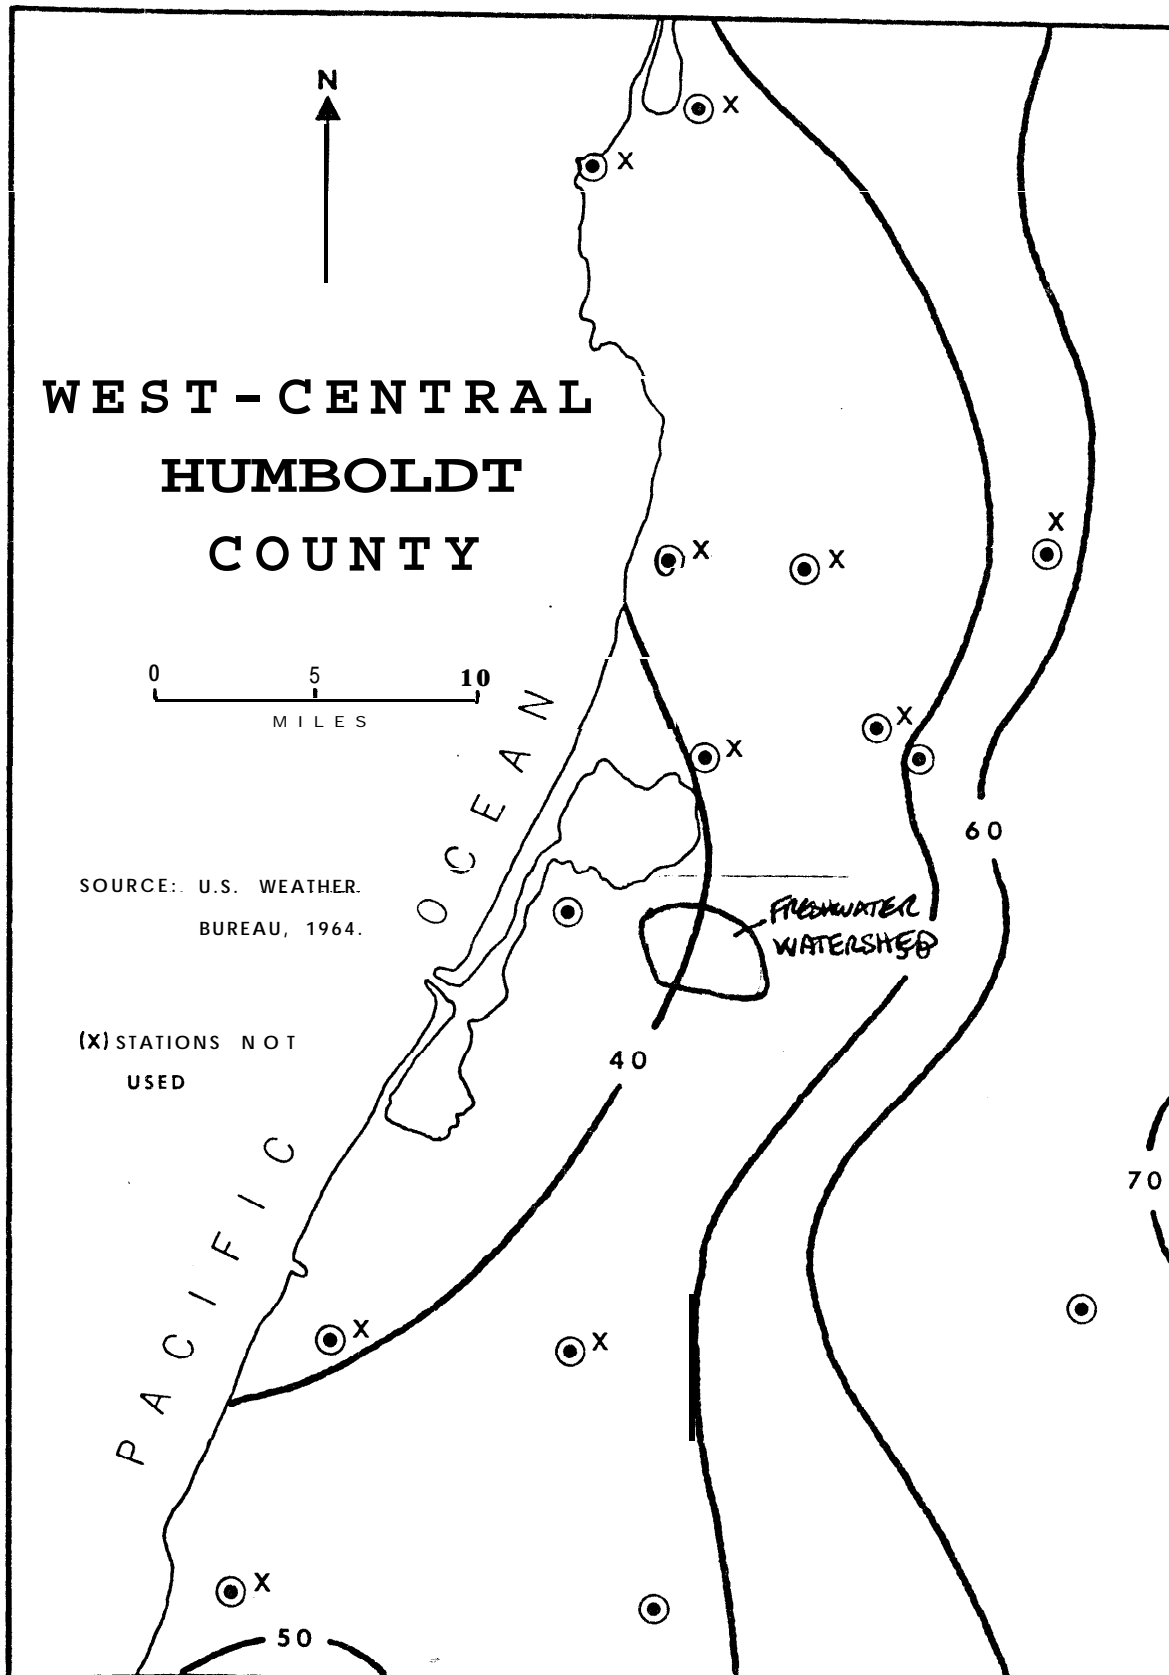 N
X
X
WEST-CENTRAL
HUMBOLDT
COUNTY
X
X
X
0 5 10
MILES
X
X
60
SOURCE: U.S. WEATHER
BUREAU, 1964.
FRESHWATER
WATERSHED
50
(X) STATIONS NOT
USED
40
PACIFIC OCEAN
70
X
X
X
50